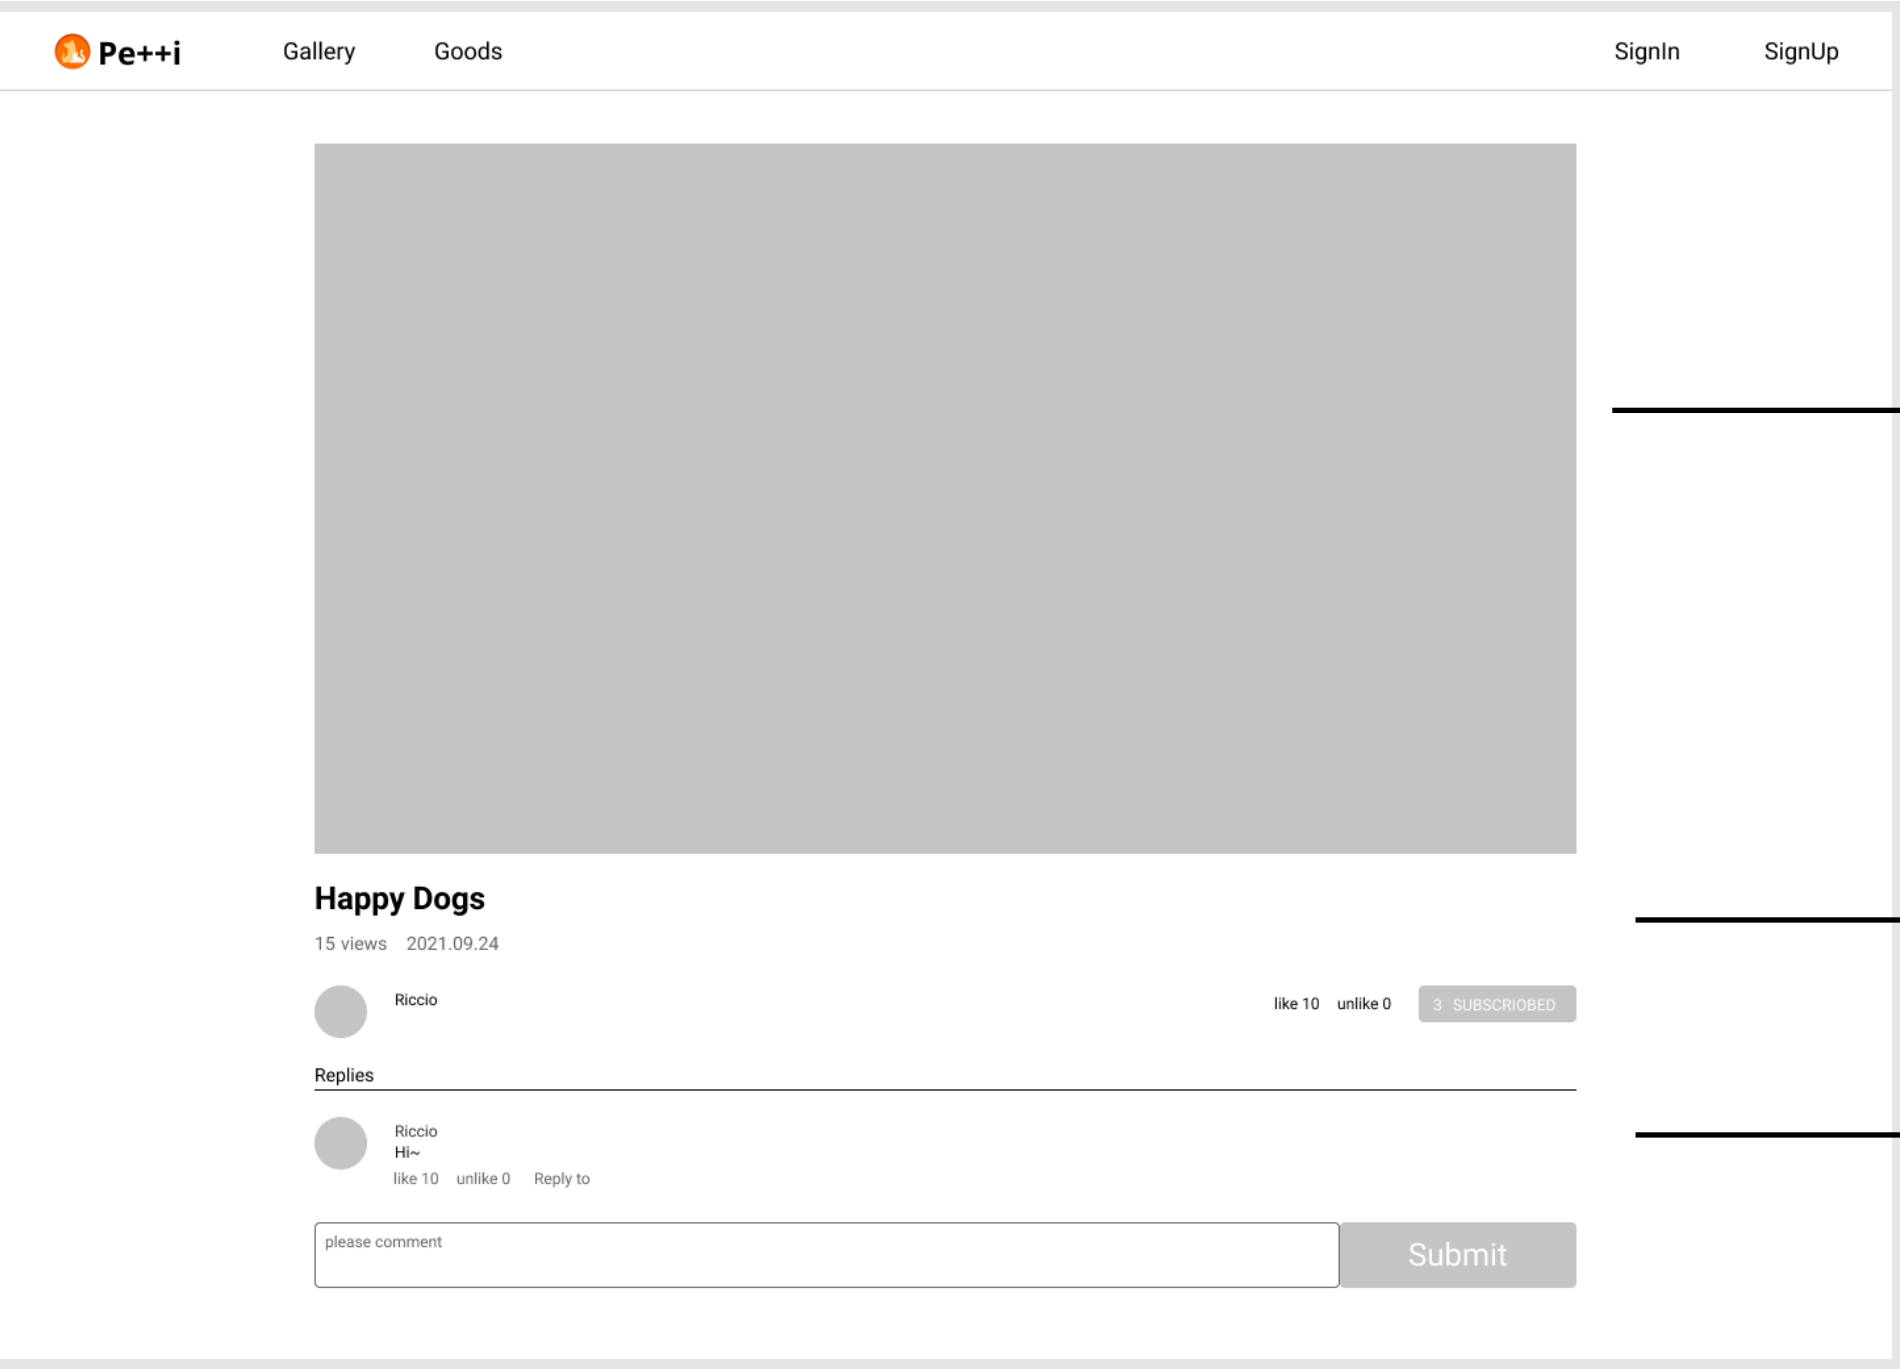 Pe++i Gallery Goods SignIn SignUp
Happy Dogs
15 views 2021.09.24
Riccio like 10 unlike 0 3 SUBSCRIOBED
Replies
Riccio
Hi~
like 10 unlike 0 Reply to
please comment Submit